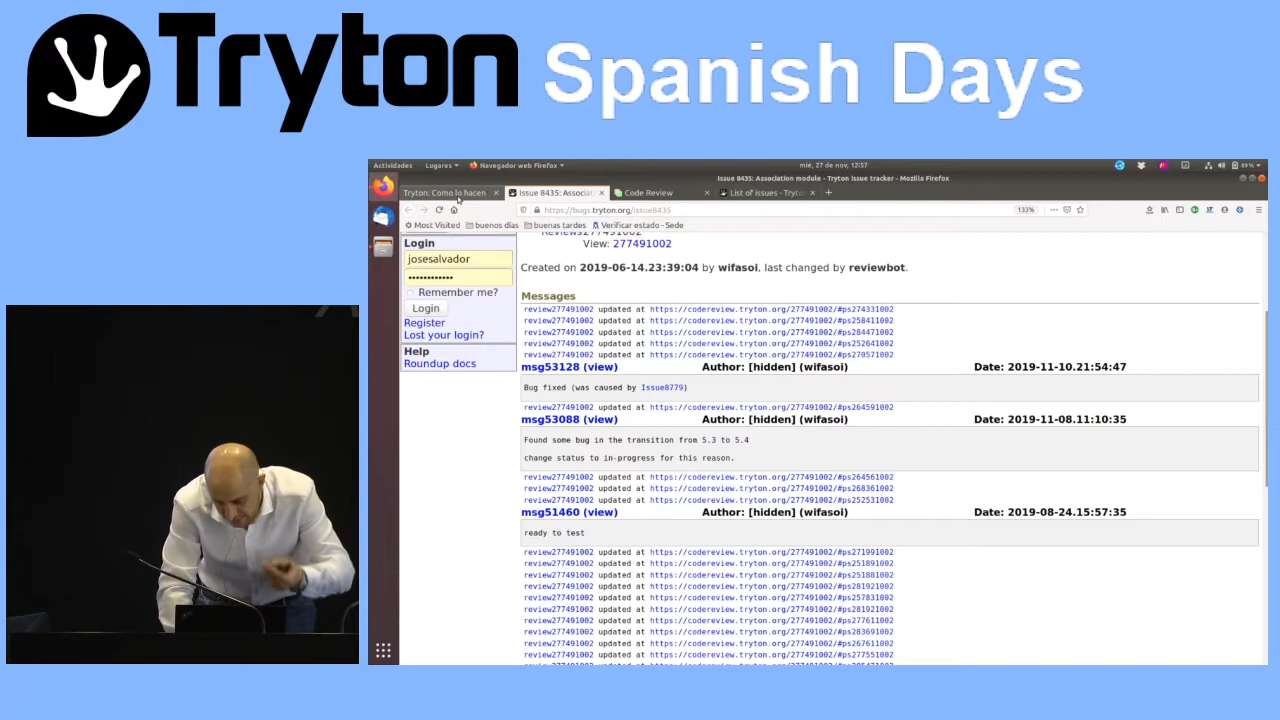 Tryton Spanish Days
Actividades Lugares Navegador web Firefox mié, 27 de nov, 12:57 89%
Issue 8435: Association module - Tryton issue tracker - Mozilla Firefox
Tryton: Como lo hacen Issue 8435: Associat Code Review List of issues - Tryto
https://bugs.tryton.org/issue8435 133%
Most Visited buenos días buenas tardes Verificar estado - Sede
Login
josesalvador
••••••••••••
Remember me?
Login
Register
Lost your login?
Help
Roundup docs
View: 277491002
Created on 2019-06-14.23:39:04 by wifasoi, last changed by reviewbot.
Messages
review277491002 updated at https://codereview.tryton.org/277491002/#ps274331002
review277491002 updated at https://codereview.tryton.org/277491002/#ps258411002
review277491002 updated at https://codereview.tryton.org/277491002/#ps284471002
review277491002 updated at https://codereview.tryton.org/277491002/#ps252641002
review277491002 updated at https://codereview.tryton.org/277491002/#ps270571002
msg53128 (view) Author: [hidden] (wifasoi) Date: 2019-11-10.21:54:47
Bug fixed (was caused by Issue8779)
review277491002 updated at https://codereview.tryton.org/277491002/#ps264591002
msg53088 (view) Author: [hidden] (wifasoi) Date: 2019-11-08.11:10:35
Found some bug in the transition from 5.3 to 5.4
change status to in-progress for this reason.
review277491002 updated at https://codereview.tryton.org/277491002/#ps264561002
review277491002 updated at https://codereview.tryton.org/277491002/#ps268361002
review277491002 updated at https://codereview.tryton.org/277491002/#ps252531002
msg51460 (view) Author: [hidden] (wifasoi) Date: 2019-08-24.15:57:35
ready to test
review277491002 updated at https://codereview.tryton.org/277491002/#ps271991002
review277491002 updated at https://codereview.tryton.org/277491002/#ps251891002
review277491002 updated at https://codereview.tryton.org/277491002/#ps251881002
review277491002 updated at https://codereview.tryton.org/277491002/#ps281921002
review277491002 updated at https://codereview.tryton.org/277491002/#ps257831002
review277491002 updated at https://codereview.tryton.org/277491002/#ps281921002
review277491002 updated at https://codereview.tryton.org/277491002/#ps277611002
review277491002 updated at https://codereview.tryton.org/277491002/#ps283691002
review277491002 updated at https://codereview.tryton.org/277491002/#ps267611002
review277491002 updated at https://codereview.tryton.org/277491002/#ps277551002